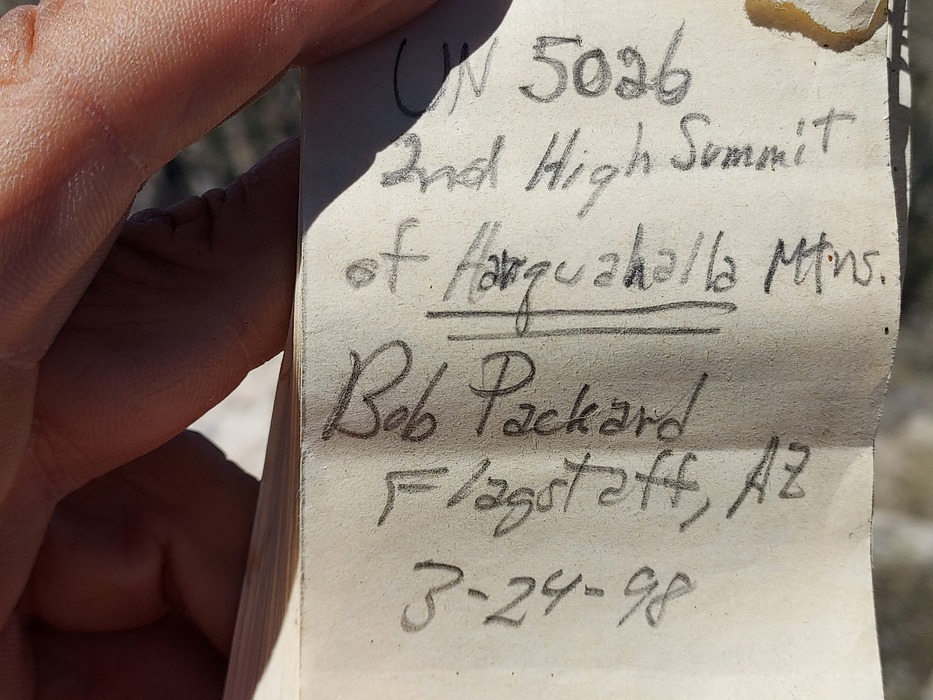 UN 5026
2nd High Summit
of Harquahalla Mtns.
Bob Packard
Flagstaff, AZ
3-24-98